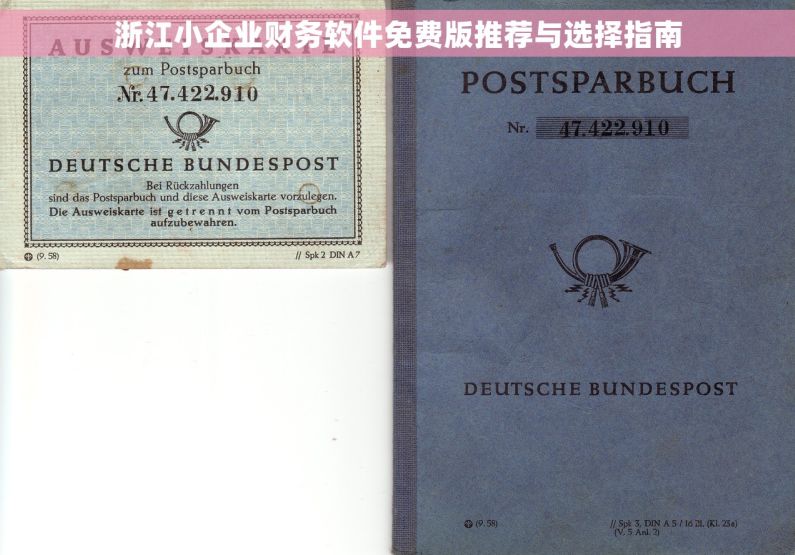 浙江小企业财务软件免费版推荐与选择指南
AUSWEISKARTE
zum Postsparbuch
Nr. 47.422.910
DEUTSCHE BUNDESPOST
Bei Rückzahlungen
sind das Postsparbuch und diese Ausweiskarte vorzulegen.
Die Ausweiskarte ist getrennt vom Postsparbuch
aufzubewahren.
(9. 58)
// Spk 2 DIN A 7
POSTSPARBUCH
Nr. 47.422.910
DEUTSCHE BUNDESPOST
(9. 58)
// Spk 3, DIN A 5 / 16 Bl. (Kl. 25a)
(V. 5 Anl. 2)